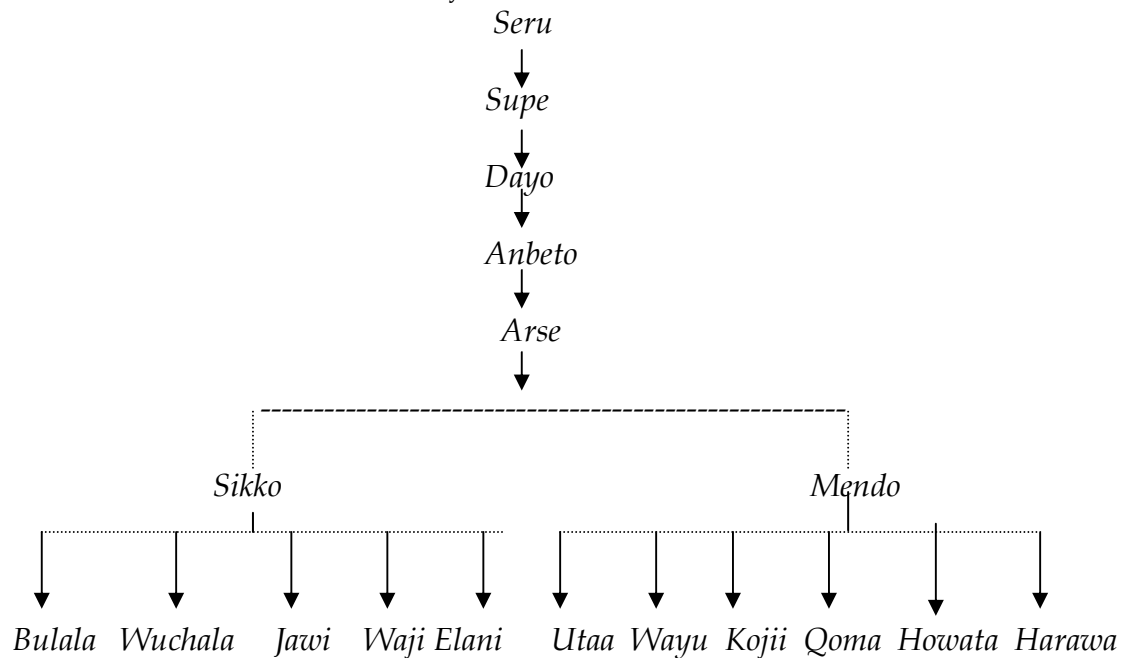 Seru
Supe
Dayo
Anbeto
Arse
Sikko Mendo
Bulala Wuchala Jawi Waji Elani Utaa Wayu Kojii Qoma Howata Harawa